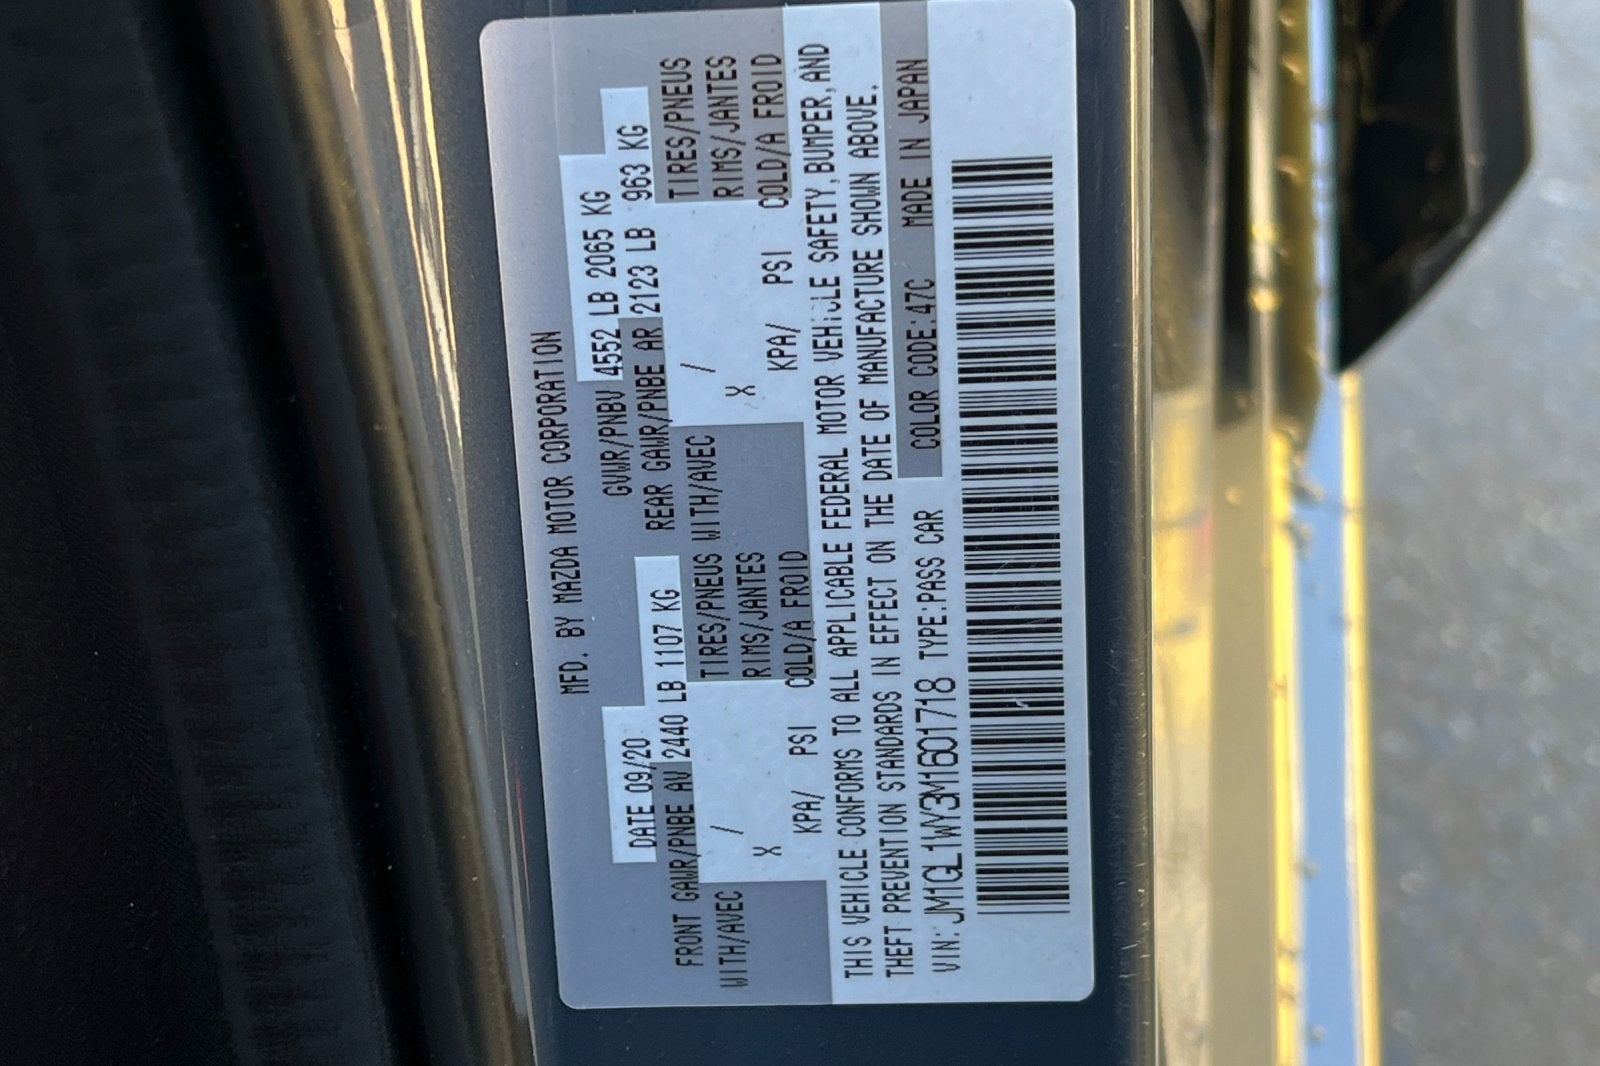 MFD. BY MAZDA MOTOR CORPORATION
DATE 09/20 GVWR/PNBV 4552 LB 2065 KG
FRONT GAWR/PNBE AV 2440 LB 1107 KG REAR GAWR/PNBE AR 2123 LB 963 KG
WITH/AVEC / TIRES/PNEUS WITH/AVEC / TIRES/PNEUS
X RIMS/JANTES X RIMS/JANTES
KPA/ PSI COLD/A FROID KPA/ PSI COLD/A FROID
THIS VEHICLE CONFORMS TO ALL APPLICABLE FEDERAL MOTOR VEHICLE SAFETY, BUMPER, AND
THEFT PREVENTION STANDARDS IN EFFECT ON THE DATE OF MANUFACTURE SHOWN ABOVE.
VIN: JM1GL1WY3M1601718 TYPE:PASS CAR COLOR CODE:47C MADE IN JAPAN